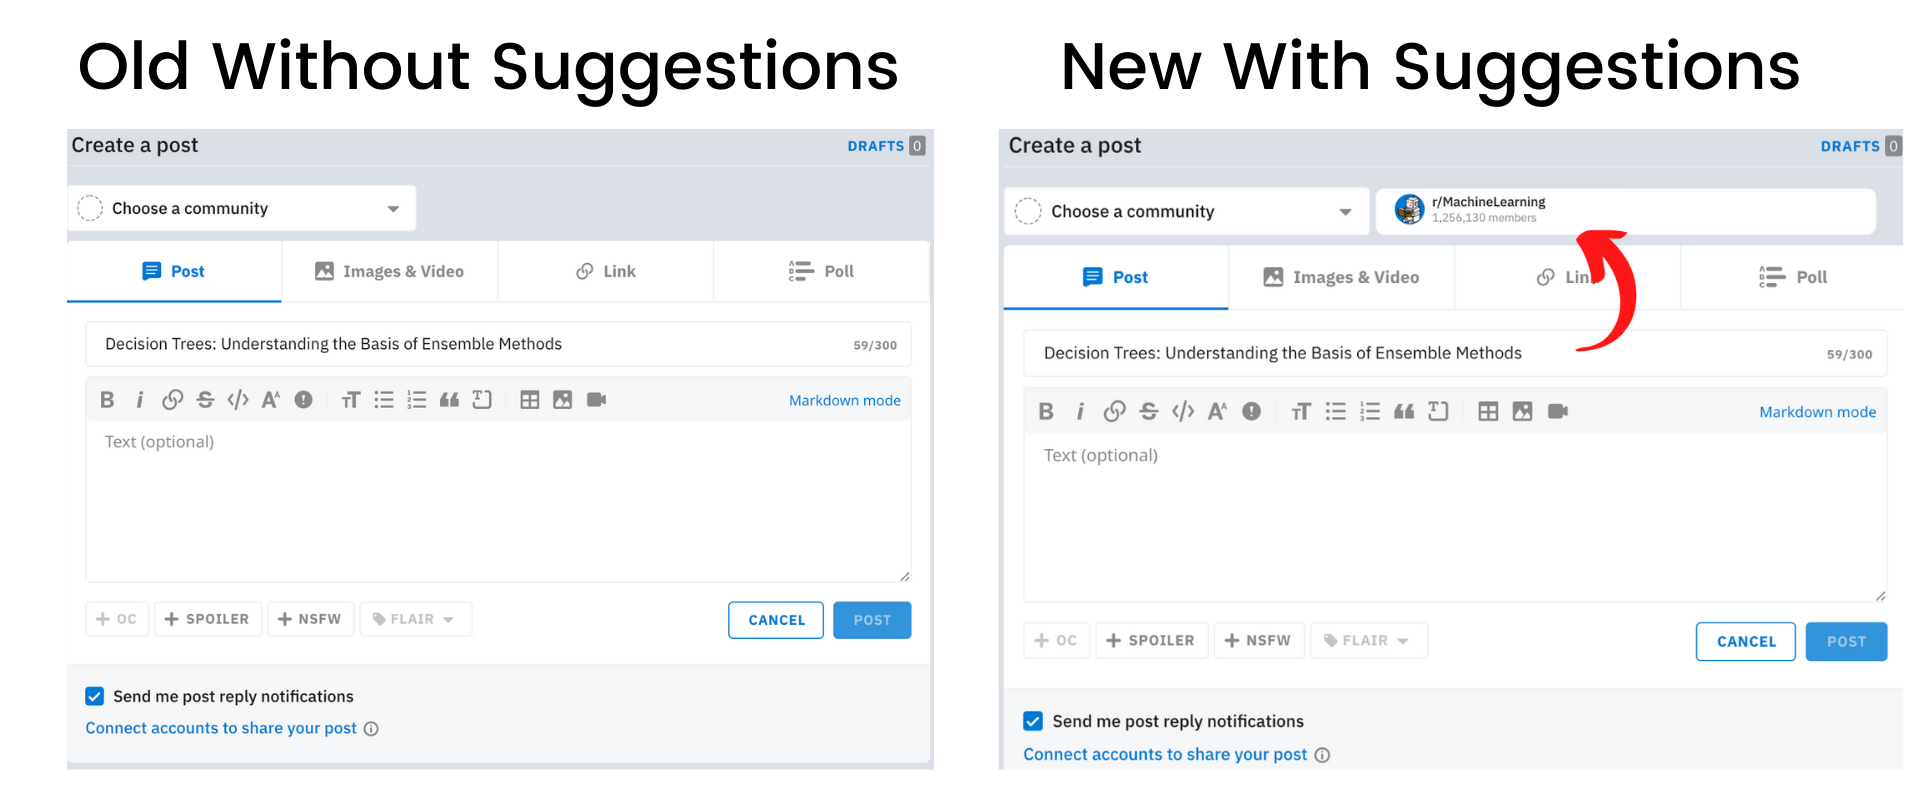 Old Without Suggestions
Create a post
DRAFTS 0
Choose a community
Post
Images & Video
Link
Poll
Decision Trees: Understanding the Basis of Ensemble Methods
59/300
Markdown mode
Text (optional)
+ OC
+ SPOILER
+ NSFW
FLAIR
CANCEL
POST
Send me post reply notifications
Connect accounts to share your post
New With Suggestions
Create a post
DRAFTS 0
Choose a community
r/MachineLearning
1,256,130 members
Post
Images & Video
Lin
Poll
Decision Trees: Understanding the Basis of Ensemble Methods
59/300
Markdown mode
Text (optional)
+ OC
+ SPOILER
+ NSFW
FLAIR
CANCEL
POST
Send me post reply notifications
Connect accounts to share your post